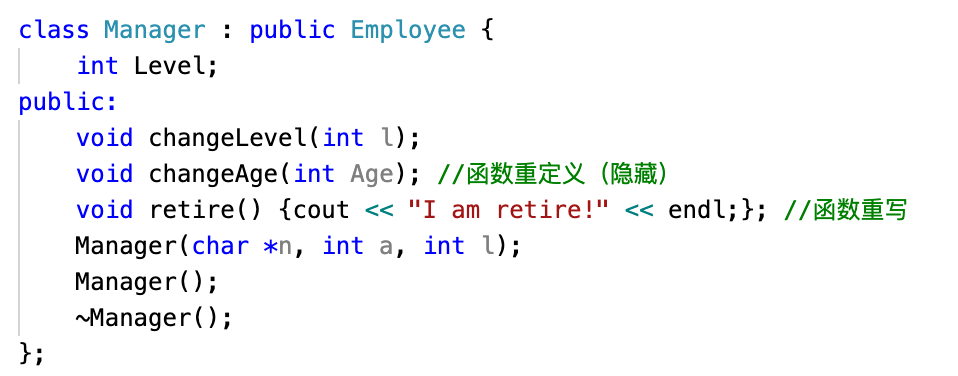 class Manager : public Employee {
    int Level;
public:
    void changeLevel(int l);
    void changeAge(int Age); //函数重定义（隐藏）
    void retire() {cout << "I am retire!" << endl;}; //函数重写
    Manager(char *n, int a, int l);
    Manager();
    ~Manager();
};